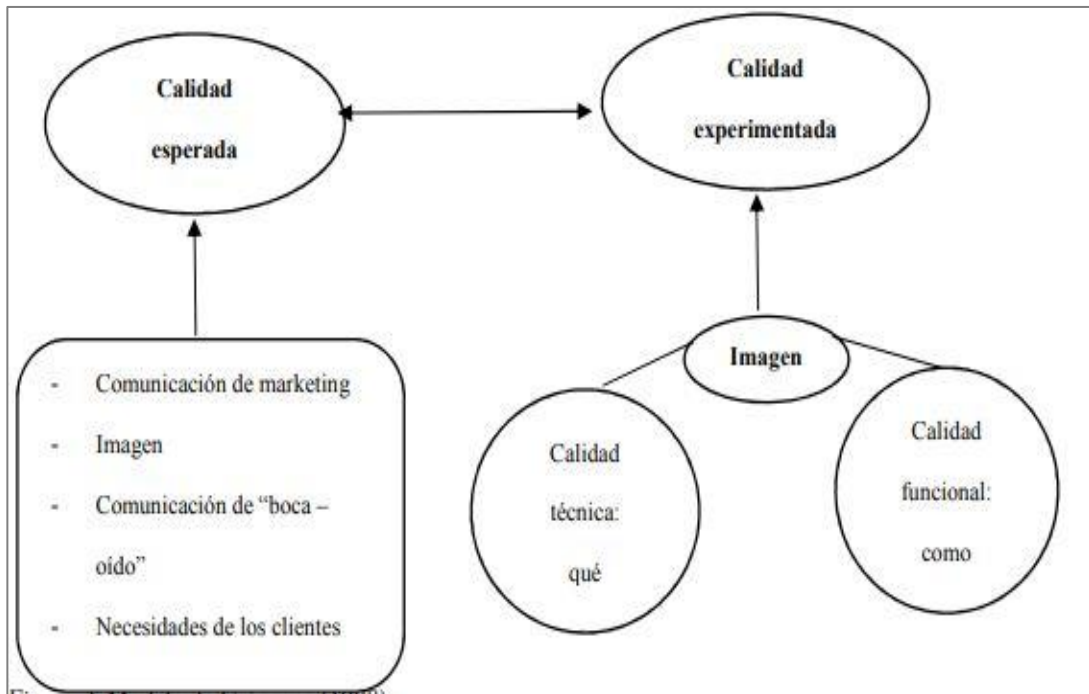 Calidad
esperada
Calidad
experimentada
- Comunicación de marketing
- Imagen
- Comunicación de “boca –
oído”
- Necesidades de los clientes
Imagen
Calidad
técnica:
qué
Calidad
funcional:
como